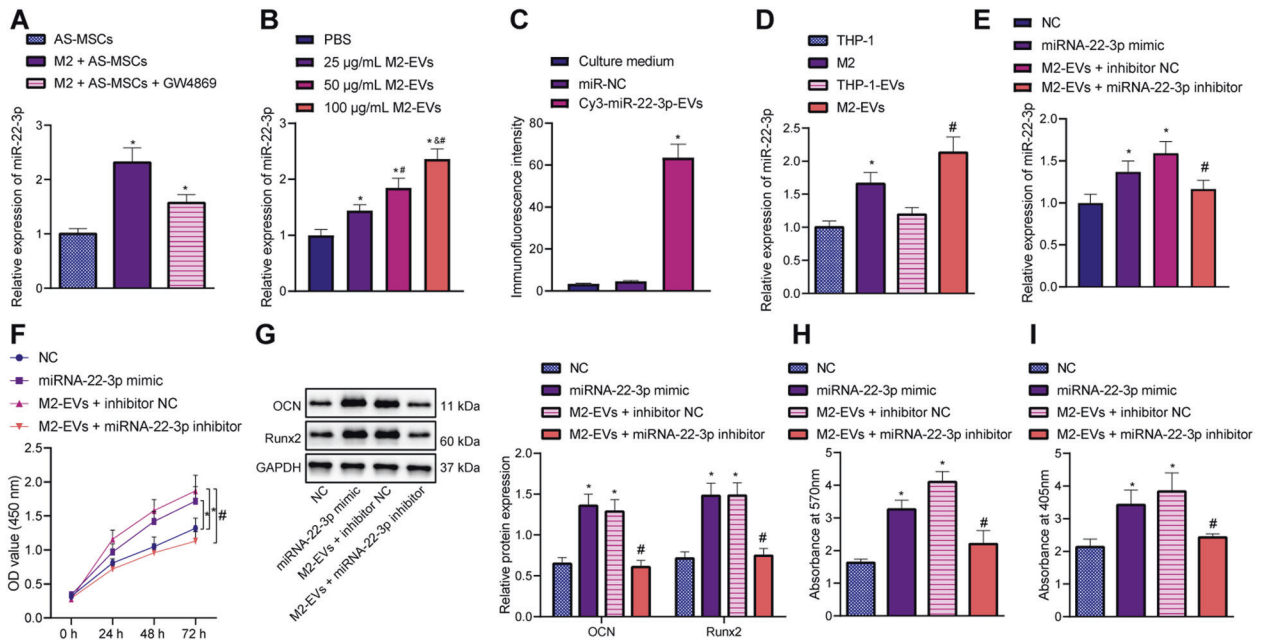 A
AS-MSCs
M2 + AS-MSCs
M2 + AS-MSCs + GW4869
Relative expression of miR-22-3p
3
2
1
0
*
*
B
PBS
25 µg/mL M2-EVs
50 µg/mL M2-EVs
100 µg/mL M2-EVs
Relative expression of miR-22-3p
3
2
1
0
*
*#
*&#
C
Culture medium
miR-NC
Cy3-miR-22-3p-EVs
Immunofluorescence intensity
80
60
40
20
0
*
D
THP-1
M2
THP-1-EVs
M2-EVs
Relative expression of miR-22-3p
2.5
2.0
1.5
1.0
0.5
0.0
*
#
E
NC
miRNA-22-3p mimic
M2-EVs + inhibitor NC
M2-EVs + miRNA-22-3p inhibitor
Relative expression of miR-22-3p
2.0
1.5
1.0
0.5
0.0
*
*
#
F
NC
miRNA-22-3p mimic
M2-EVs + inhibitor NC
M2-EVs + miRNA-22-3p inhibitor
OD value (450 nm)
2.5
2.0
1.5
1.0
0.5
0.0
0 h
24 h
48 h
72 h
*
*
#
G
OCN
11 kDa
Runx2
60 kDa
GAPDH
37 kDa
NC
miRNA-22-3p mimic
M2-EVs + inhibitor NC
M2-EVs + miRNA-22-3p inhibitor
NC
miRNA-22-3p mimic
M2-EVs + inhibitor NC
M2-EVs + miRNA-22-3p inhibitor
Relative protein expression
2.0
1.5
1.0
0.5
0.0
*
*
#
*
*
#
OCN
Runx2
H
NC
miRNA-22-3p mimic
M2-EVs + inhibitor NC
M2-EVs + miRNA-22-3p inhibitor
Absorbance at 570nm
5
4
3
2
1
0
*
*
#
I
NC
miRNA-22-3p mimic
M2-EVs + inhibitor NC
M2-EVs + miRNA-22-3p inhibitor
Absorbance at 405nm
5
4
3
2
1
0
*
*
#